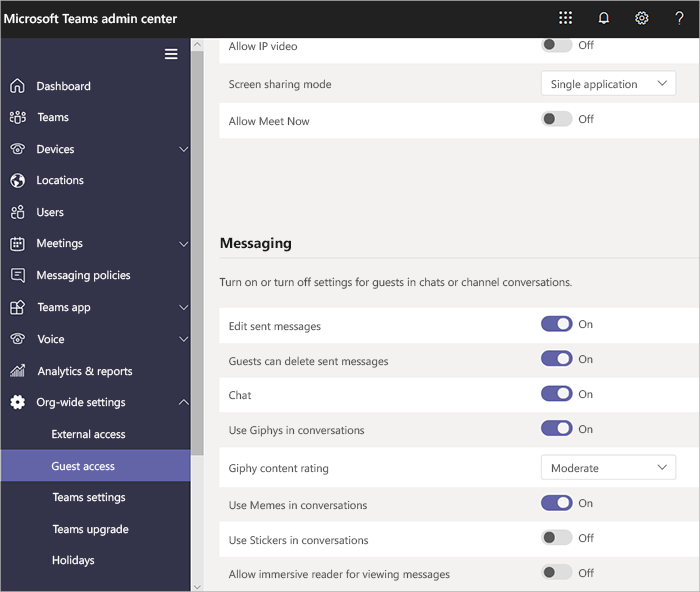 Microsoft Teams admin center
?
Dashboard
Teams
Devices
Locations
Users
Meetings
Messaging policies
Teams app
Voice
Analytics & reports
Org-wide settings
External access
Guest access
Teams settings
Teams upgrade
Holidays
Allow IP video Off
Screen sharing mode Single application
Allow Meet Now Off
Messaging
Turn on or turn off settings for guests in chats or channel conversations.
Edit sent messages On
Guests can delete sent messages On
Chat On
Use Giphys in conversations On
Giphy content rating Moderate
Use Memes in conversations On
Use Stickers in conversations Off
Allow immersive reader for viewing messages Off